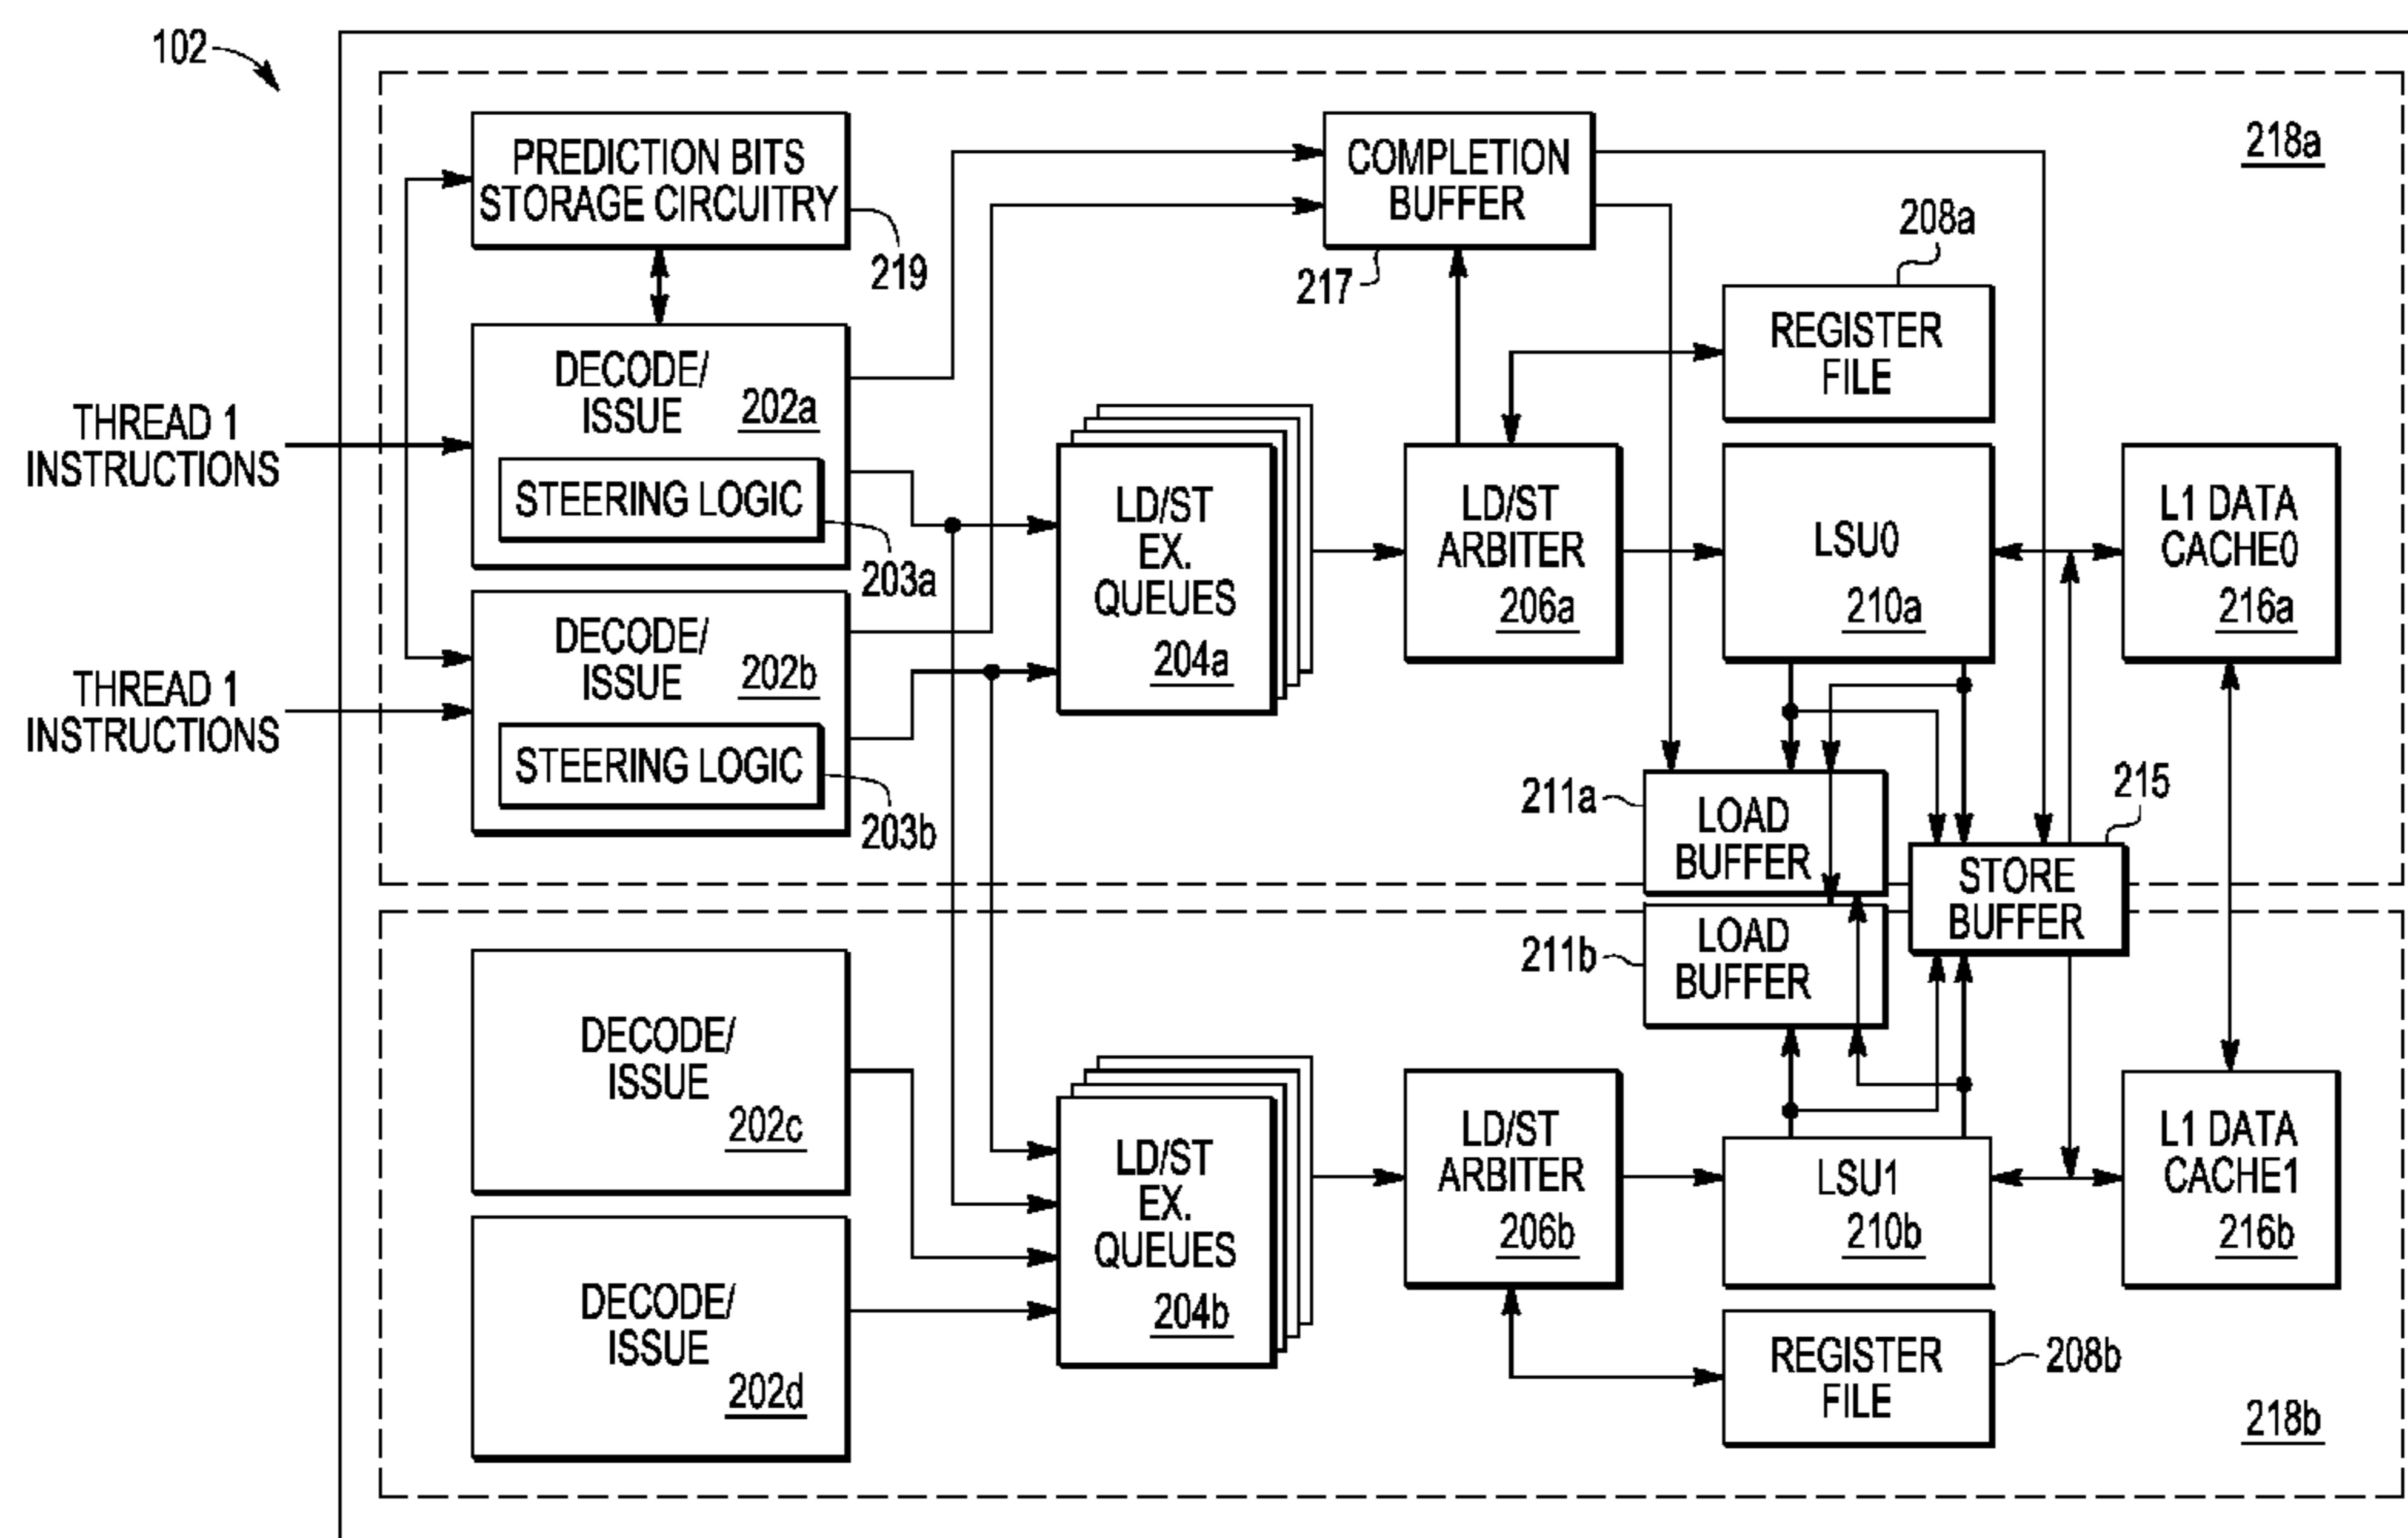 102
PREDICTION BITS
STORAGE CIRCUITRY
219
COMPLETION
BUFFER
217
218a
208a
REGISTER
FILE
THREAD 1
INSTRUCTIONS
DECODE/
ISSUE
202a
STEERING LOGIC
203a
LD/ST
EX.
QUEUES
204a
LD/ST
ARBITER
206a
LSU0
210a
L1 DATA
CACHE0
216a
THREAD 1
INSTRUCTIONS
DECODE/
ISSUE
202b
STEERING LOGIC
203b
211a
LOAD
BUFFER
215
STORE
BUFFER
211b
LOAD
BUFFER
DECODE/
ISSUE
202c
DECODE/
ISSUE
202d
LD/ST
EX.
QUEUES
204b
LD/ST
ARBITER
206b
LSU1
210b
L1 DATA
CACHE1
216b
REGISTER
FILE
208b
218b